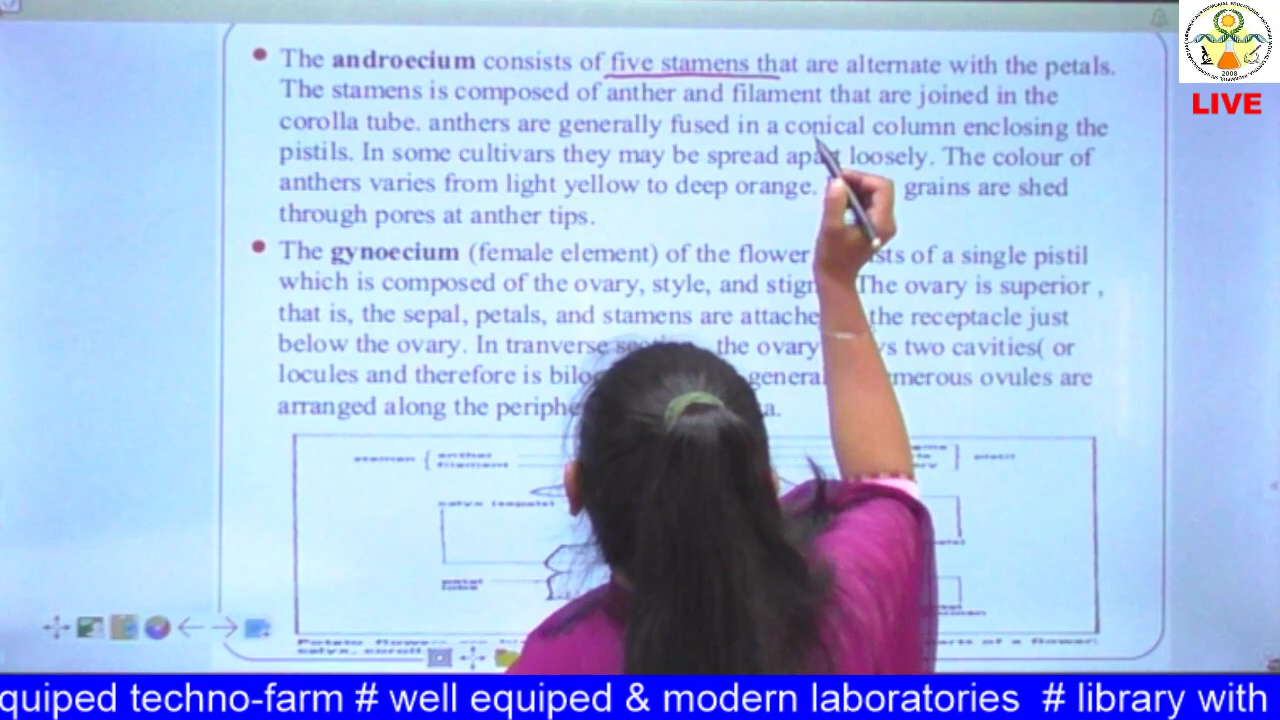 LIVE
2008
The androecium consists of five stamens that are alternate with the petals.
The stamens is composed of anther and filament that are joined in the
corolla tube. anthers are generally fused in a conical column enclosing the
pistils. In some cultivars they may be spread apart loosely. The colour of
anthers varies from light yellow to deep orange. grains are shed
through pores at anther tips.
The gynoecium (female element) of the flower of a single pistil
which is composed of the ovary, style, and The ovary is superior ,
that is, the sepal, petals, and stamens are the receptacle just
below the ovary. In tranverse the ovary two cavities( or
locules and therefore is ovules are
arranged along the
stamen { anther
filament
} pistil
calyx (sepals)
petal
lobe
Potato flowers
parts of a flower
calyx,
quiped techno-farm # well equiped & modern laboratories # library with